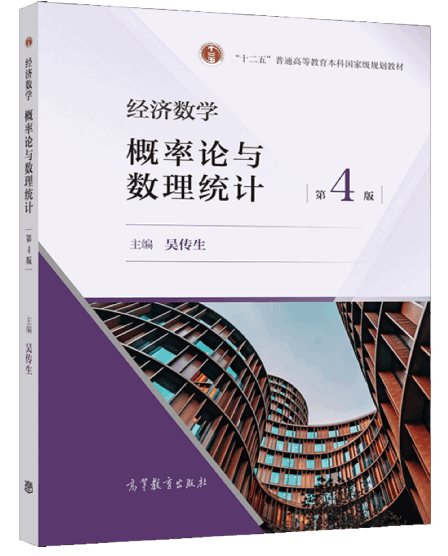 "十二五"普通高等教育本科国家级规划教材
经济数学
概率论与
数理统计
第4版
主编 吴传生
高等教育出版社
经济数学 概率论与数理统计 第4版 主编 吴传生